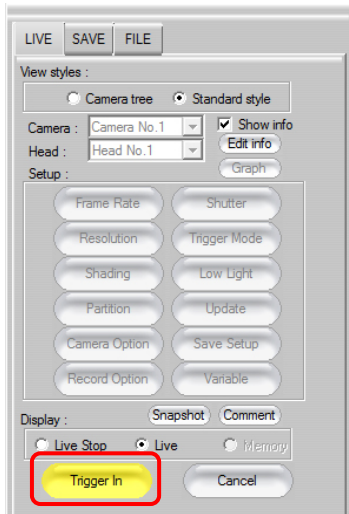 LIVE SAVE FILE
View styles :
Camera tree Standard style
Camera : Camera No.1 Show info
Head : Head No.1 Edit info
Setup : Graph
Frame Rate Shutter
Resolution Trigger Mode
Shading Low Light
Partition Update
Camera Option Save Setup
Record Option Variable
Display : Snapshot Comment
Live Stop Live Memory
Trigger In Cancel